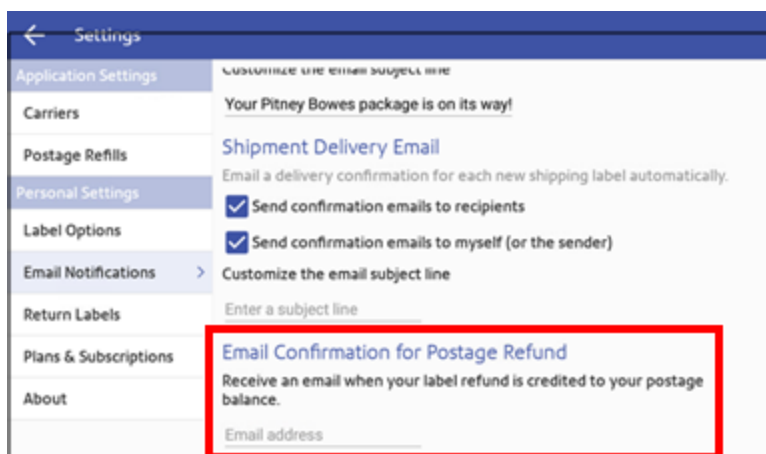 Settings
Application Settings
Carriers
Postage Refills
Personal Settings
Label Options
Email Notifications
Return Labels
Plans & Subscriptions
About
Customize the email subject line
Your Pitney Bowes package is on its way!
Shipment Delivery Email
Email a delivery confirmation for each new shipping label automatically.
Send confirmation emails to recipients
Send confirmation emails to myself (or the sender)
Customize the email subject line
Enter a subject line
Email Confirmation for Postage Refund
Receive an email when your label refund is credited to your postage
balance.
Email address